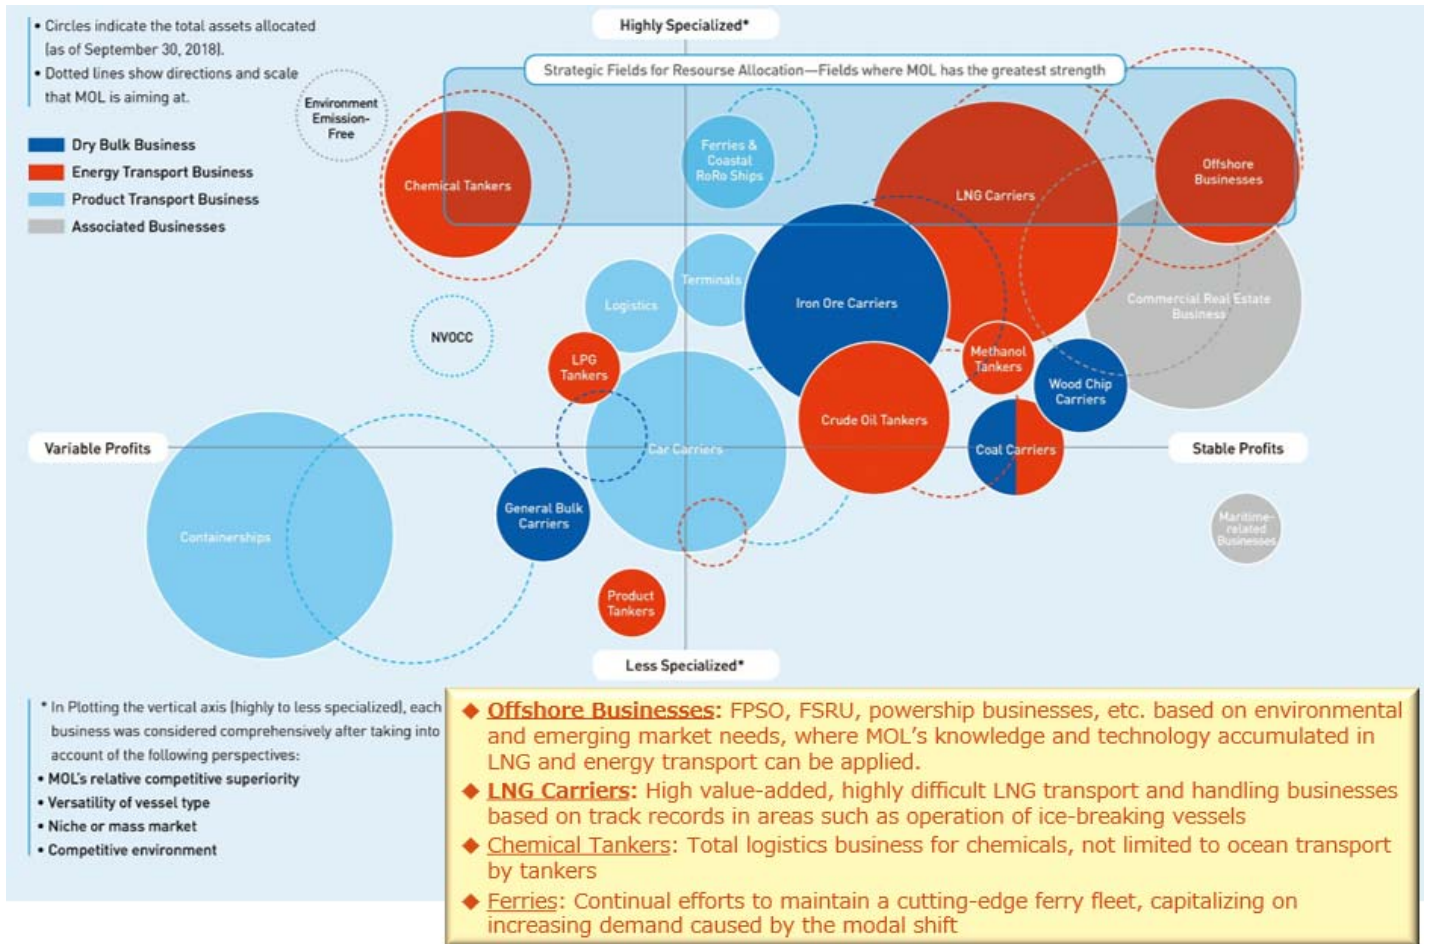 • Circles indicate the total assets allocated
(as of September 30, 2018).
• Dotted lines show directions and scale
that MOL is aiming at.
Dry Bulk Business
Energy Transport Business
Product Transport Business
Associated Businesses
Highly Specialized*
Strategic Fields for Resourse Allocation—Fields where MOL has the greatest strength
Environment
Emission-
Free
Chemical Tankers
Ferries &
Coastal
RoRo Ships
LNG Carriers
Offshore
Businesses
Logistics
Terminals
Iron Ore Carriers
Commercial Real Estate
Business
NVOCC
LPG
Tankers
Methanol
Tankers
Wood Chip
Carriers
Crude Oil Tankers
Variable Profits
Car Carriers
Coal Carriers
Stable Profits
General Bulk
Carriers
Containerships
Maritime-
related
Businesses
Product
Tankers
Less Specialized*
* In Plotting the vertical axis (highly to less specialized), each
business was considered comprehensively after taking into
account of the following perspectives:
• MOL's relative competitive superiority
• Versatility of vessel type
• Niche or mass market
• Competitive environment
◆ Offshore Businesses: FPSO, FSRU, powership businesses, etc. based on environmental
and emerging market needs, where MOL's knowledge and technology accumulated in
LNG and energy transport can be applied.
◆ LNG Carriers: High value-added, highly difficult LNG transport and handling businesses
based on track records in areas such as operation of ice-breaking vessels
◆ Chemical Tankers: Total logistics business for chemicals, not limited to ocean transport
by tankers
◆ Ferries: Continual efforts to maintain a cutting-edge ferry fleet, capitalizing on
increasing demand caused by the modal shift